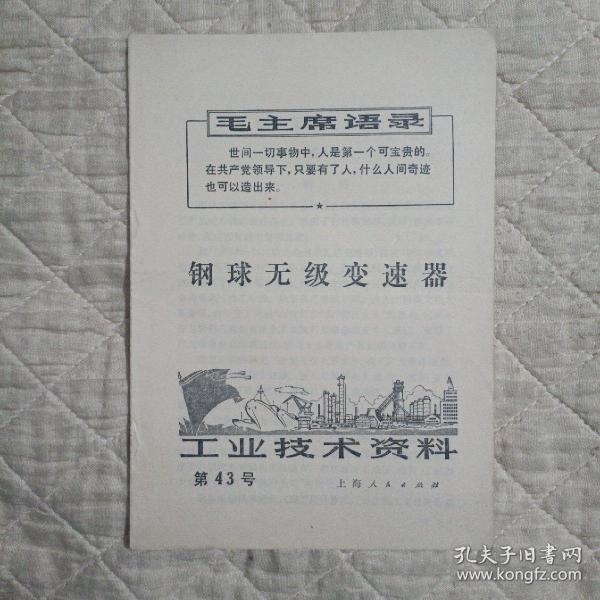 毛主席语录
世间一切事物中，人是第一个可宝贵的。
在共产党领导下，只要有了人，什么人间奇迹
也可以造出来。
钢球无级变速器
工业技术资料
第43号
上海人民出版社
孔夫子旧书网
www.kongfz.com